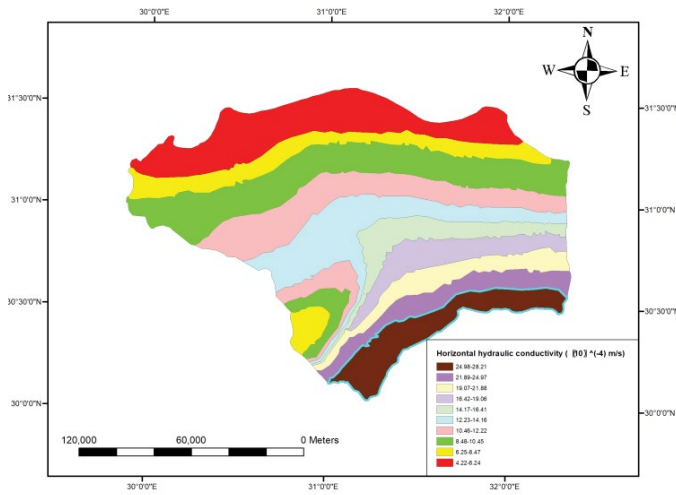 30°0'0"E 31°0'0"E 32°0'0"E
N
W E
S
31°30'0"N 31°30'0"N
31°0'0"N 31°0'0"N
30°30'0"N 30°30'0"N
30°0'0"N 30°0'0"N
Horizontal hydraulic conductivity ( 〖10〗^(-4) m/s)
24.98-28.21
21.89-24.97
19.07-21.88
16.42-19.06
14.17-16.41
12.23-14.16
10.46-12.22
8.48-10.45
6.25-8.47
4.22-6.24
120,000 60,000 0 Meters
30°0'0"E 31°0'0"E 32°0'0"E